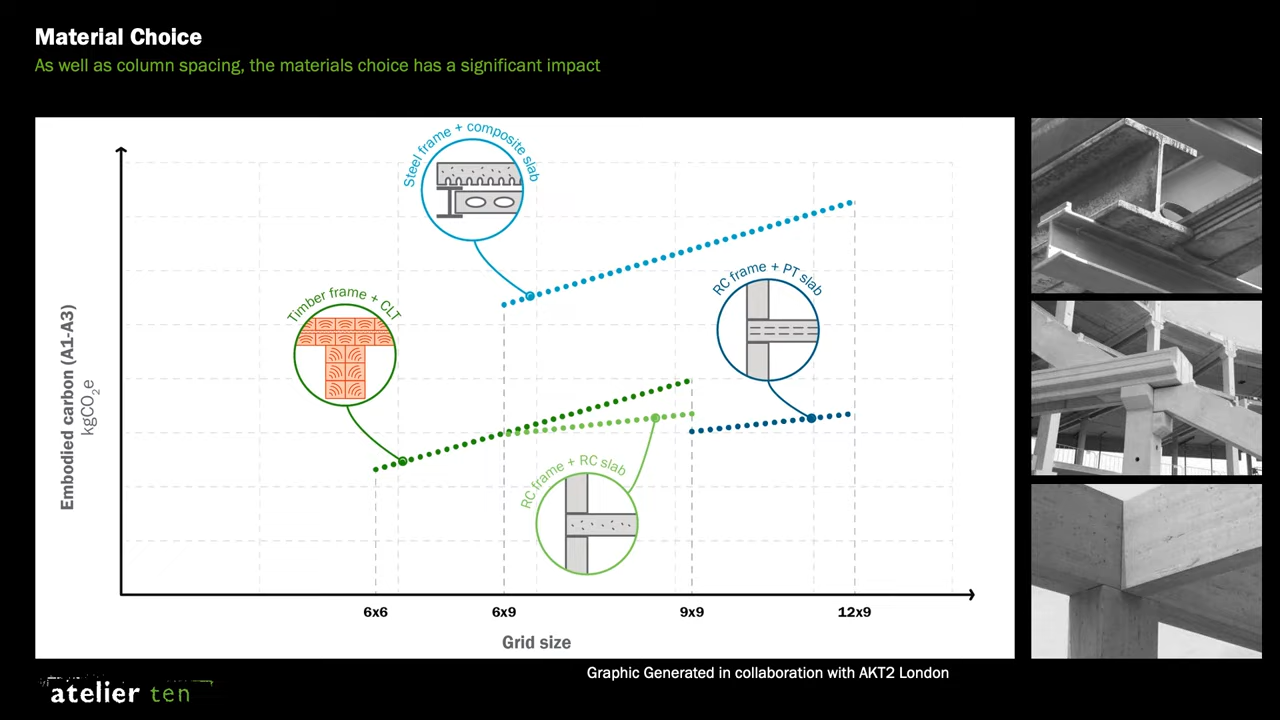 Material Choice
As well as column spacing, the materials choice has a significant impact
Steel frame + composite slab
RC frame + PT slab
Timber frame + CLT
RC frame + RC slab
Embodied carbon (A1-A3)
kgCO₂e
6x6
6x9
9x9
12x9
Grid size
Graphic Generated in collaboration with AKT2 London
atelier ten